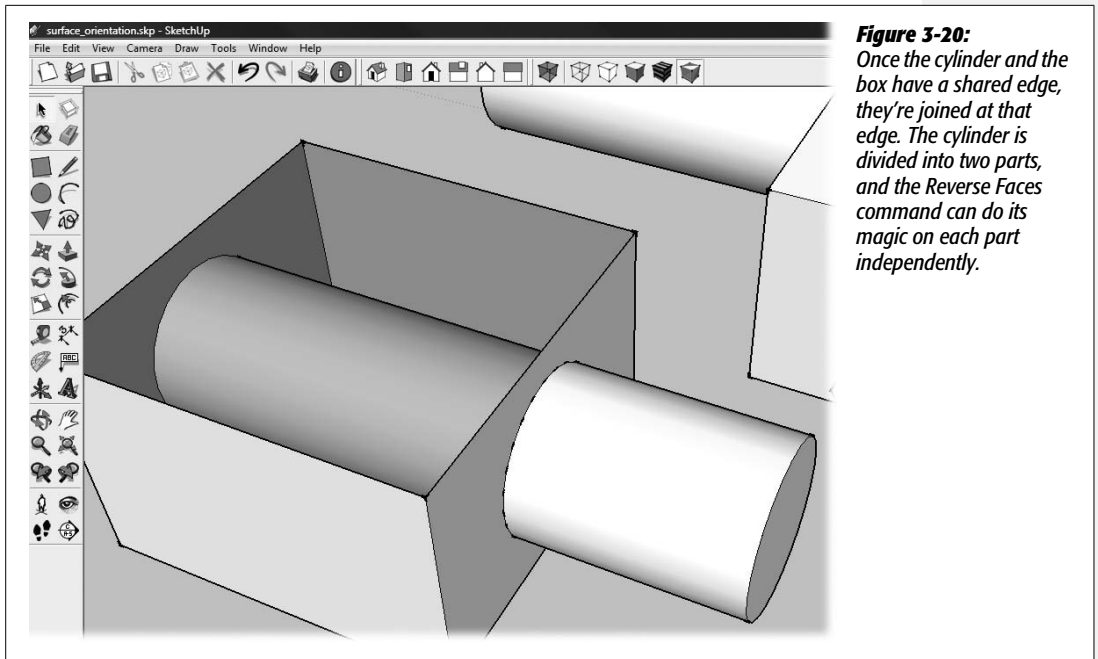 surface_orientation.skp - SketchUp
File Edit View Camera Draw Tools Window Help
ABC
Figure 3-20:
Once the cylinder and the
box have a shared edge,
they're joined at that
edge. The cylinder is
divided into two parts,
and the Reverse Faces
command can do its
magic on each part
independently.